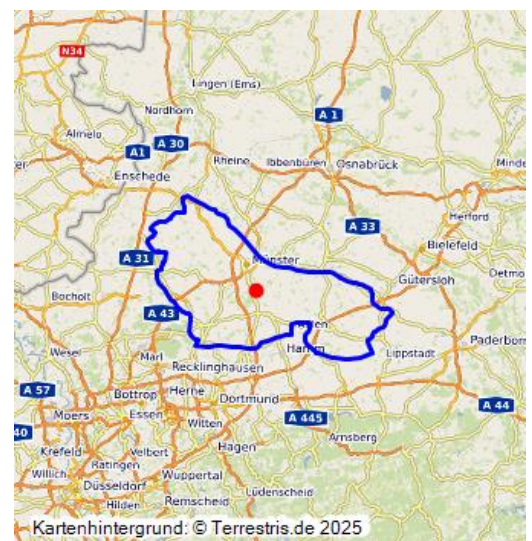 N34
Lingen (Ems)
Nordhorn
A 1
Almelo
A1
A 30
Rheine
Ibbenbüren
Osnabrück
Minde
Enschede
A 33
Herford
Bielefeld
A 31
Münster
Gütersloh
Detmo
Bocholt
A 43
Hamm
Lippstadt
Paderborn
Wesel
Marl
Recklinghausen
A 57
Bottrop
Herne
Dortmund
A 44
Moers
Essen
A 445
40
Witten
Arnsberg
Krefeld
Velbert
Hagen
Willich
Ratingen
Wuppertal
Düsseldorf
Lüdenscheid
Hilden
Remscheid
Kartenhintergrund: © Terrestris.de 2025